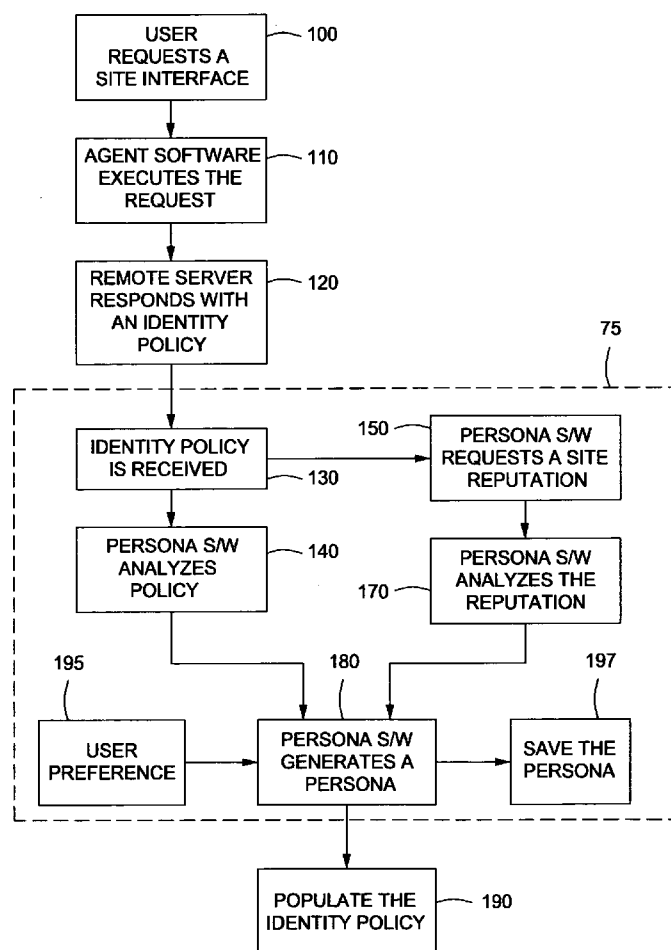 USER
REQUESTS A
SITE INTERFACE
100
AGENT SOFTWARE
EXECUTES THE
REQUEST
110
REMOTE SERVER
RESPONDS WITH
AN IDENTITY
POLICY
120
75
IDENTITY POLICY
IS RECEIVED
130
150
PERSONA S/W
REQUESTS A SITE
REPUTATION
PERSONA S/W
ANALYZES
POLICY
140
PERSONA S/W
ANALYZES THE
REPUTATION
170
195
USER
PREFERENCE
180
PERSONA S/W
GENERATES A
PERSONA
197
SAVE THE
PERSONA
POPULATE THE
IDENTITY POLICY
190